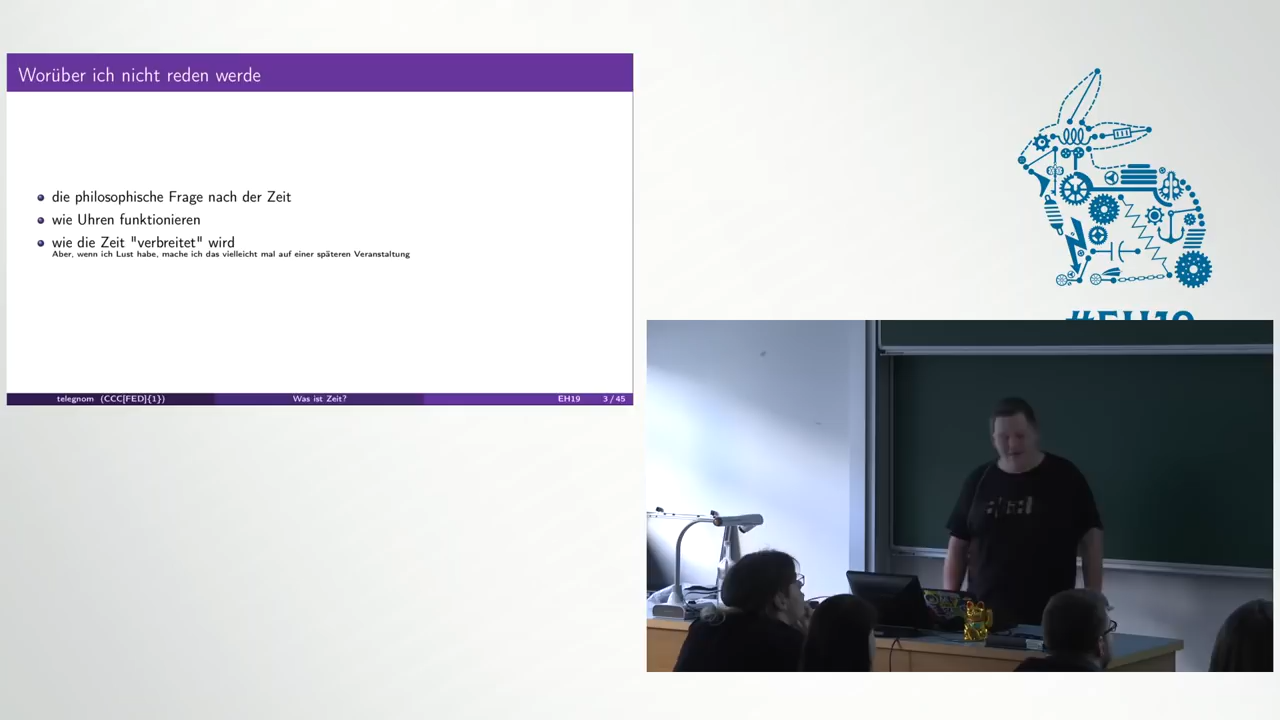 Worüber ich nicht reden werde
die philosophische Frage nach der Zeit
wie Uhren funktionieren
wie die Zeit "verbreitet" wird
Aber, wenn ich Lust habe, mache ich das vielleicht mal auf einer späteren Veranstaltung
telegnom (CCC[FED]{1}) Was ist Zeit? EH19 3 / 45
#EH19